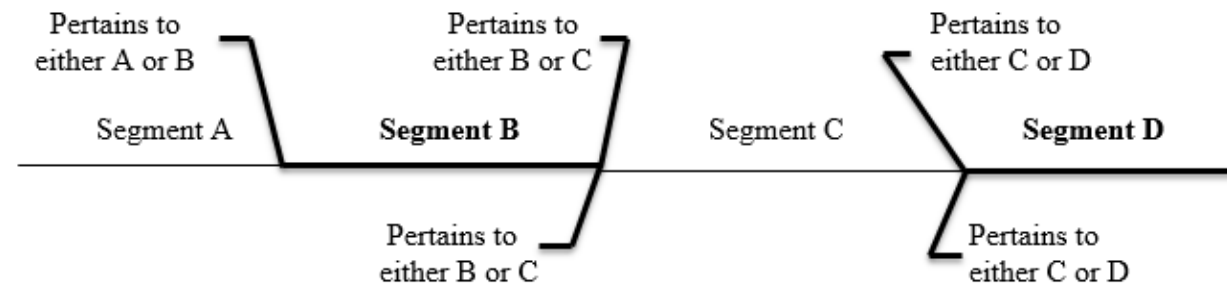 Pertains to
either A or B
Pertains to
either B or C
Pertains to
either C or D
Segment A
Segment B
Segment C
Segment D
Pertains to
either B or C
Pertains to
either C or D